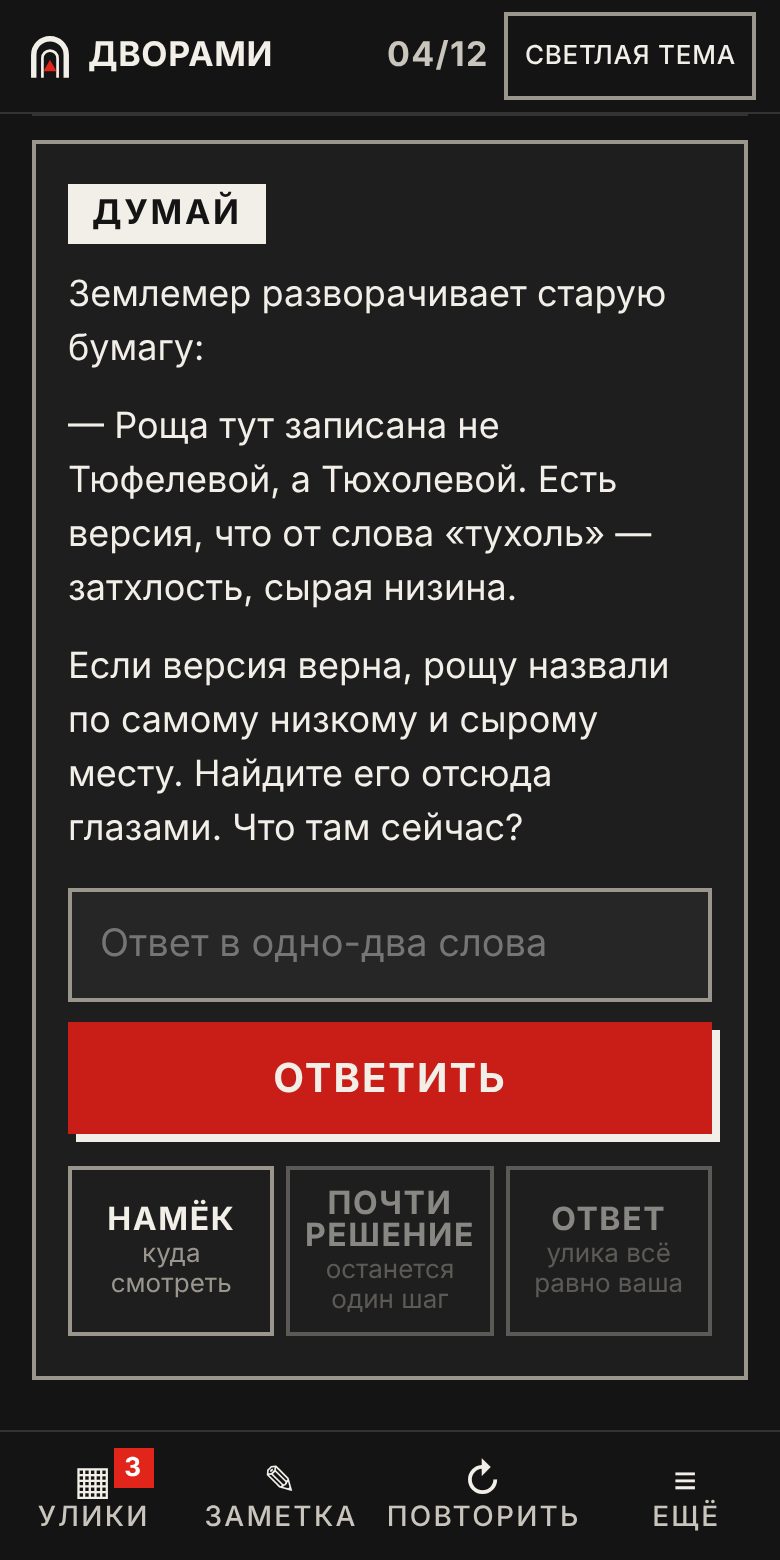 ДВОРАМИ 04/12 СВЕТЛАЯ ТЕМА
ДУМАЙ
Землемер разворачивает старую
бумагу:
— Роща тут записана не
Тюфелевой, а Тюхолевой. Есть
версия, что от слова «тухоль» —
затхлость, сырая низина.
Если версия верна, рощу назвали
по самому низкому и сырому
месту. Найдите его отсюда
глазами. Что там сейчас?
Ответ в одно-два слова
ОТВЕТИТЬ
НАМЁК
куда
смотреть
ПОЧТИ
РЕШЕНИЕ
останется
один шаг
ОТВЕТ
улика всё
равно ваша
3
УЛИКИ ЗАМЕТКА ПОВТОРИТЬ ЕЩЁ